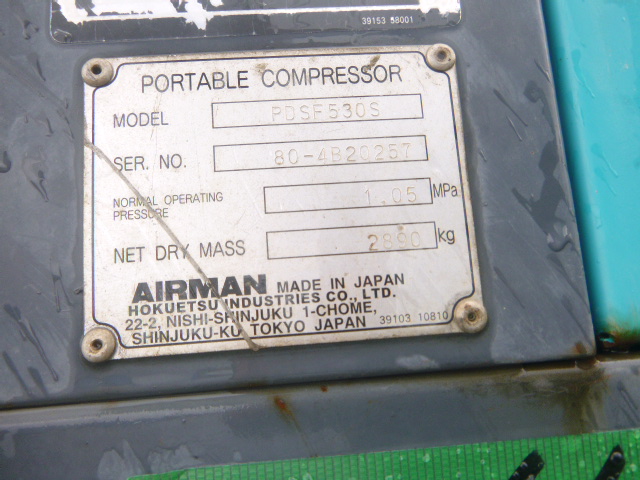 39153 58001
PORTABLE COMPRESSOR
MODEL PDSF530S
SER. NO. 80-4B20257
NORMAL OPERATING PRESSURE 1.05 MPa
NET DRY MASS 2890 kg
AIRMAN MADE IN JAPAN
HOKUETSU INDUSTRIES CO., LTD.
22-2, NISHI-SHINJUKU 1-CHOME,
SHINJUKU-KU, TOKYO JAPAN 39103 10810